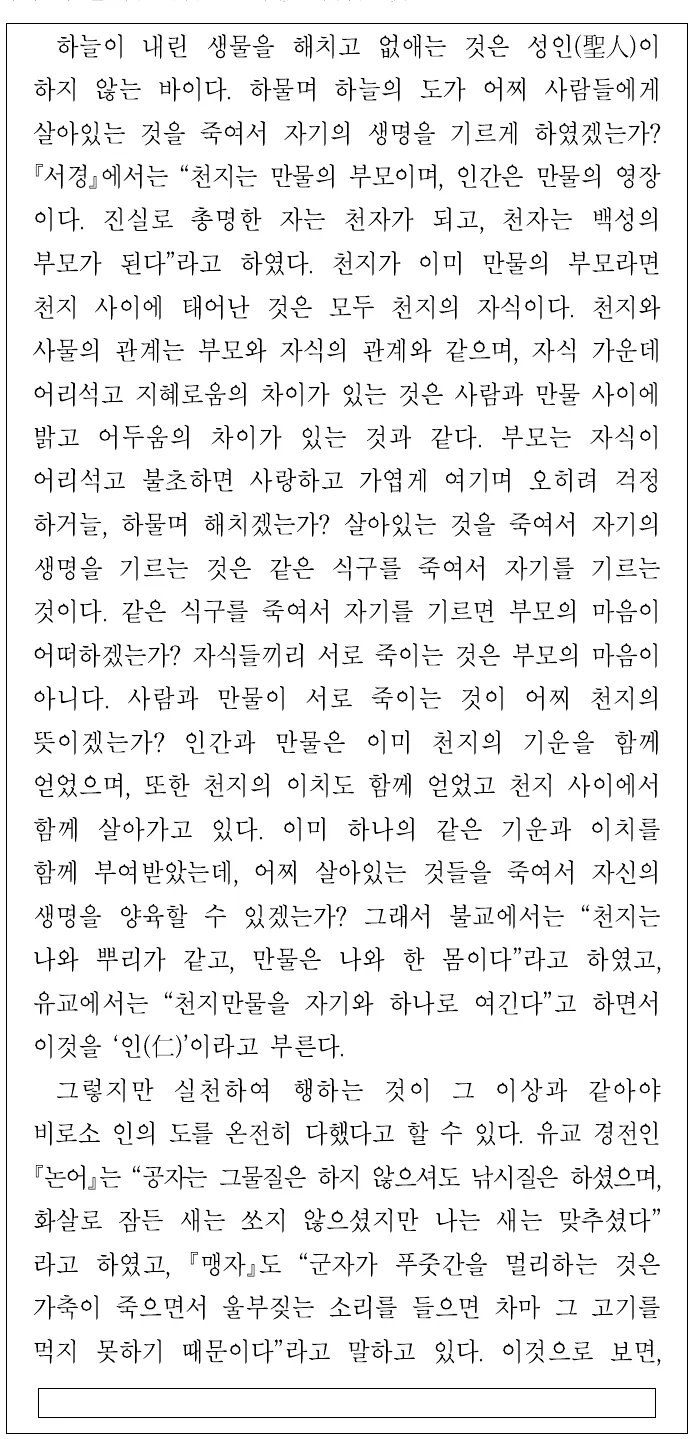 하늘이 내린 생물을 해치고 없애는 것은 성인(聖人)이
하지 않는 바이다. 하물며 하늘의 도가 어찌 사람들에게
살아있는 것을 죽여서 자기의 생명을 기르게 하였겠는가?
『서경』에서는 “천지는 만물의 부모이며, 인간은 만물의 영장
이다. 진실로 총명한 자는 천자가 되고, 천자는 백성의
부모가 된다”라고 하였다. 천지가 이미 만물의 부모라면
천지 사이에 태어난 것은 모두 천지의 자식이다. 천지와
사물의 관계는 부모와 자식의 관계와 같으며, 자식 가운데
어리석고 지혜로움의 차이가 있는 것은 사람과 만물 사이에
밝고 어두움의 차이가 있는 것과 같다. 부모는 자식이
어리석고 불초하면 사랑하고 가엽게 여기며 오히려 걱정
하거늘, 하물며 해치겠는가? 살아있는 것을 죽여서 자기의
생명을 기르는 것은 같은 식구를 죽여서 자기를 기르는
것이다. 같은 식구를 죽여서 자기를 기르면 부모의 마음이
어떠하겠는가? 자식들끼리 서로 죽이는 것은 부모의 마음이
아니다. 사람과 만물이 서로 죽이는 것이 어찌 천지의
뜻이겠는가? 인간과 만물은 이미 천지의 기운을 함께
얻었으며, 또한 천지의 이치도 함께 얻었고 천지 사이에서
함께 살아가고 있다. 이미 하나의 같은 기운과 이치를
함께 부여받았는데, 어찌 살아있는 것들을 죽여서 자신의
생명을 양육할 수 있겠는가? 그래서 불교에서는 “천지는
나와 뿌리가 같고, 만물은 나와 한 몸이다”라고 하였고,
유교에서는 “천지만물을 자기와 하나로 여긴다”고 하면서
이것을 ‘인(仁)’이라고 부른다.
그렇지만 실천하여 행하는 것이 그 이상과 같아야
비로소 인의 도를 온전히 다했다고 할 수 있다. 유교 경전인
『논어』는 “공자는 그물질은 하지 않으셔도 낚시질은 하셨으며,
화살로 잠든 새는 쏘지 않으셨지만 나는 새는 맞추셨다”
라고 하였고, 『맹자』도 “군자가 푸줏간을 멀리하는 것은
가축이 죽으면서 울부짖는 소리를 들으면 차마 그 고기를
먹지 못하기 때문이다”라고 말하고 있다. 이것으로 보면,